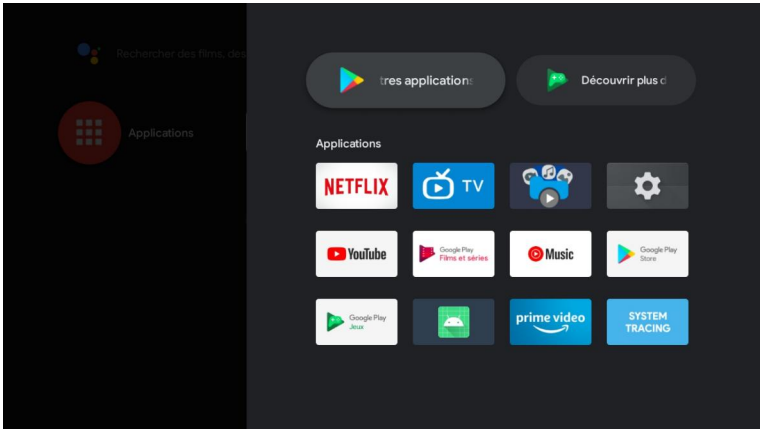 Rechercher des films, des
tres applications
Découvrir plus d
Applications
Applications
NETFLIX
TV
YouTube
Google Play
Films et séries
Music
Google Play
Store
Google Play
Jeux
prime video
SYSTEM
TRACING